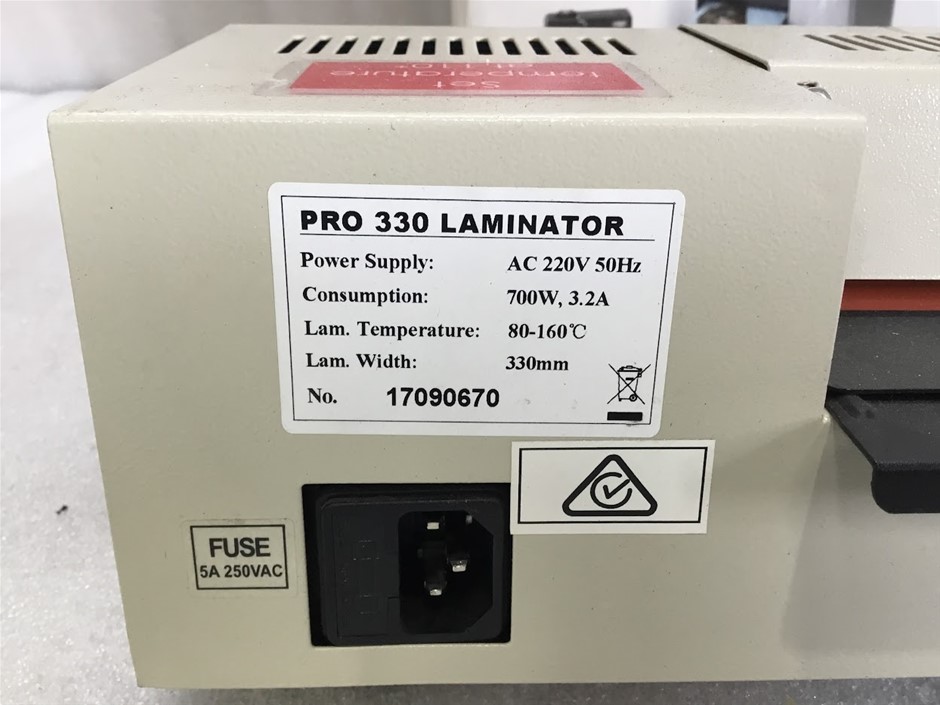 set
temperature
PRO 330 LAMINATOR
Power Supply: AC 220V 50Hz
Consumption: 700W, 3.2A
Lam. Temperature: 80-160℃
Lam. Width: 330mm
No. 17090670
FUSE
5A 250VAC